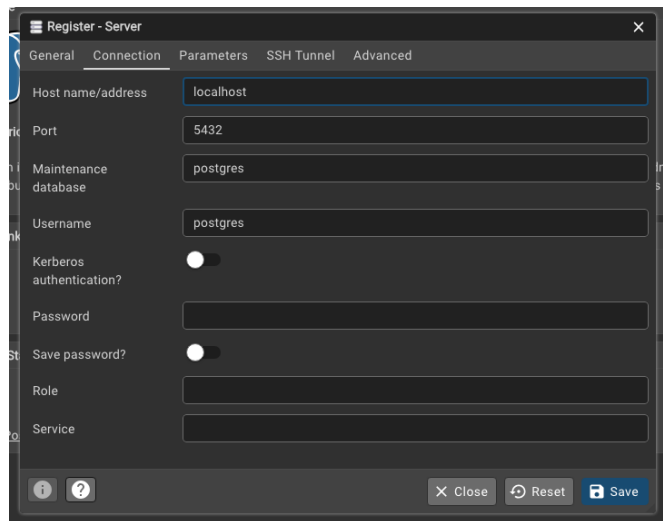 Register - Server
General Connection Parameters SSH Tunnel Advanced
Host name/address localhost
Port 5432
Maintenance database postgres
Username postgres
Kerberos authentication?
Password
Save password?
Role
Service
Close Reset Save